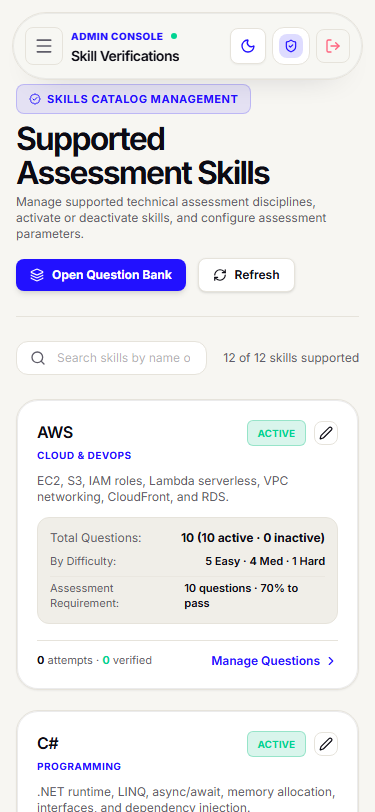 ADMIN CONSOLE
Skill Verifications
SKILLS CATALOG MANAGEMENT
Supported
Assessment Skills
Manage supported technical assessment disciplines,
activate or deactivate skills, and configure assessment
parameters.
Open Question Bank
Refresh
Search skills by name o
12 of 12 skills supported
AWS
ACTIVE
CLOUD & DEVOPS
EC2, S3, IAM roles, Lambda serverless, VPC
networking, CloudFront, and RDS.
Total Questions: 10 (10 active · 0 inactive)
By Difficulty: 5 Easy · 4 Med · 1 Hard
Assessment
Requirement:
10 questions · 70% to
pass
0 attempts · 0 verified
Manage Questions
C#
ACTIVE
PROGRAMMING
.NET runtime, LINQ, async/await, memory allocation,
interfaces, and dependency injection.